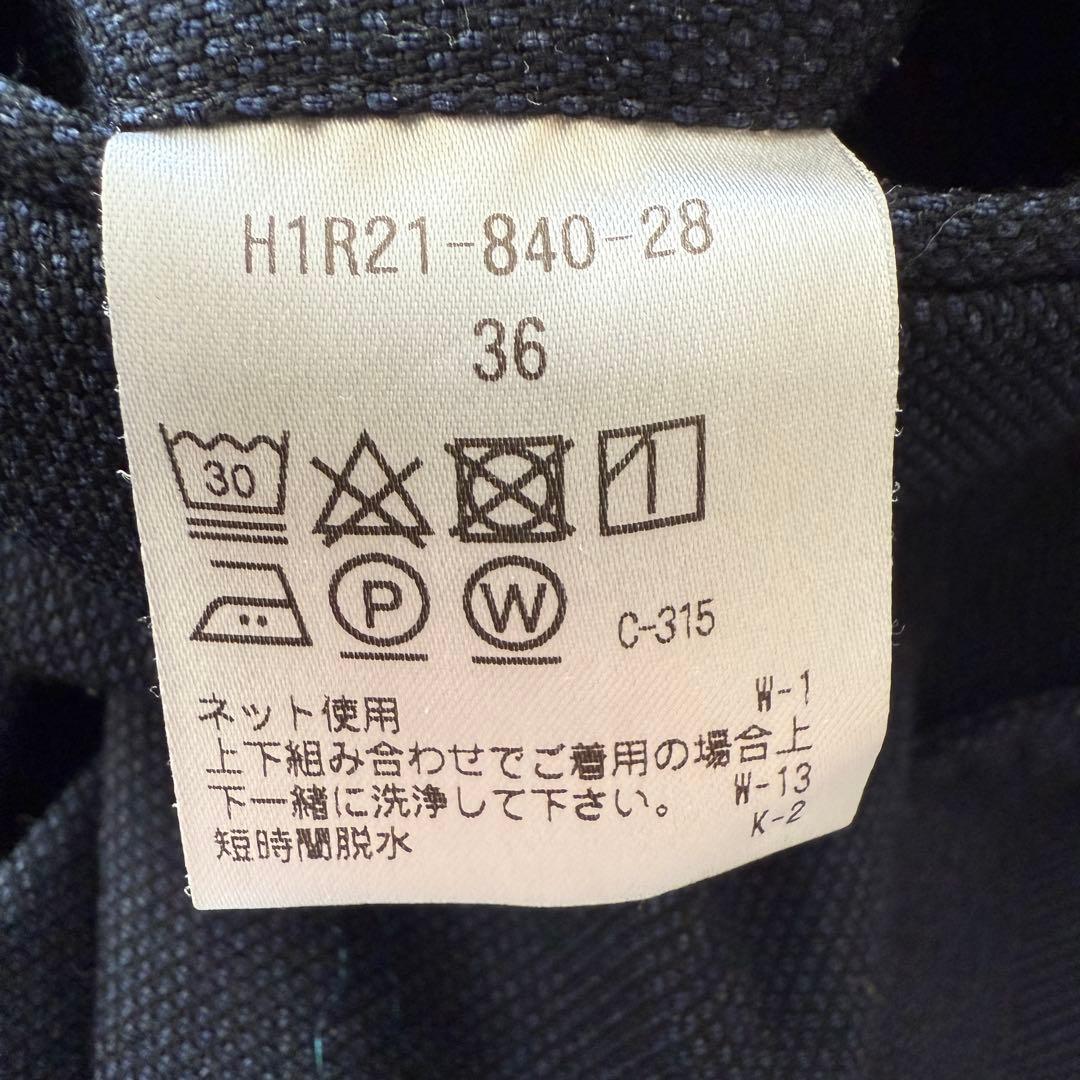 H1R21-840-28
36
30
P W C-315
ネット使用 W-1
上下組み合わせでご着用の場合上
下一緒に洗浄して下さい。 W-13
短時間脱水 K-2